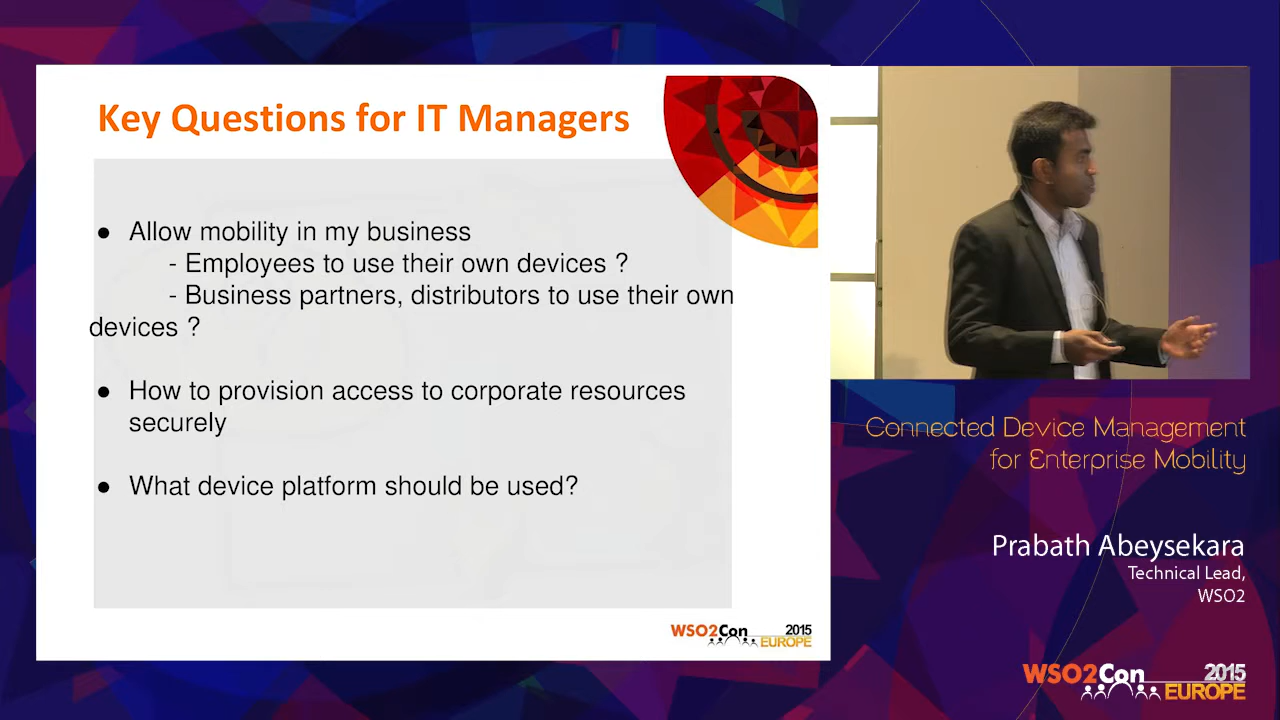 Key Questions for IT Managers
● Allow mobility in my business
- Employees to use their own devices ?
- Business partners, distributors to use their own
devices ?
● How to provision access to corporate resources
securely
● What device platform should be used?
WSO2Con 2015
EUROPE
Connected Device Management
for Enterprise Mobility
Prabath Abeysekara
Technical Lead,
WSO2
WSO2Con 2015
EUROPE